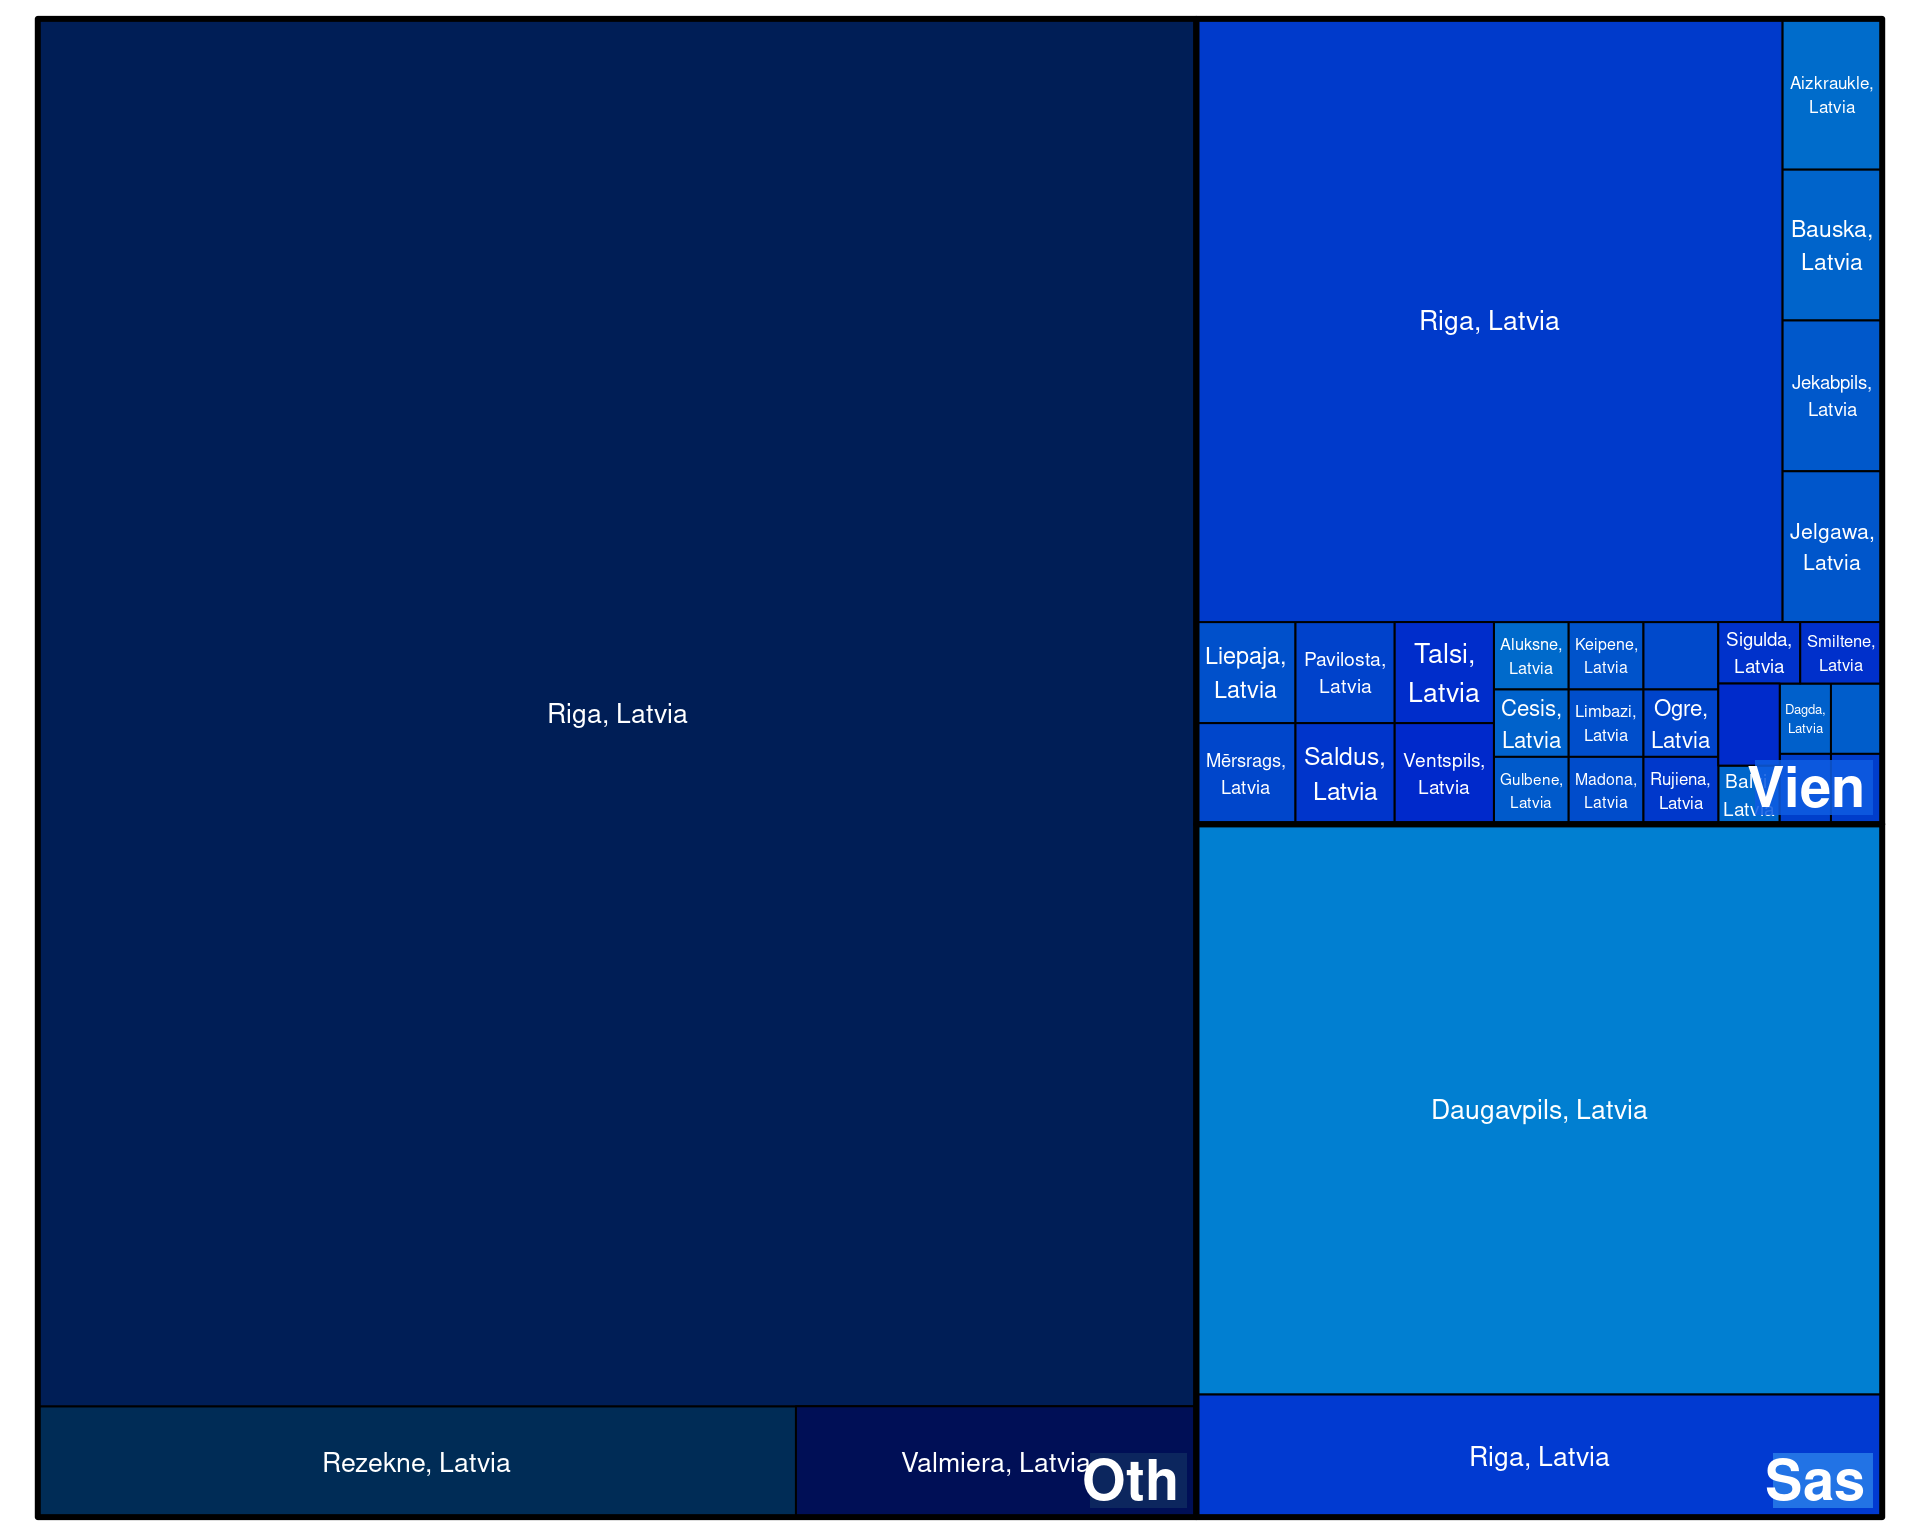 Riga, Latvia
Rezekne, Latvia
Valmiera, Latvia
Oth
Riga, Latvia
Aizkraukle,
Latvia
Bauska,
Latvia
Jekabpils,
Latvia
Jelgawa,
Latvia
Liepaja,
Latvia
Pavilosta,
Latvia
Talsi,
Latvia
Mērsrags,
Latvia
Saldus,
Latvia
Ventspils,
Latvia
Aluksne,
Latvia
Keipene,
Latvia
Cesis,
Latvia
Limbazi,
Latvia
Ogre,
Latvia
Gulbene,
Latvia
Madona,
Latvia
Rujiena,
Latvia
Sigulda,
Latvia
Smiltene,
Latvia
Dagda,
Latvia
Latvia
Vien
Daugavpils, Latvia
Riga, Latvia
Sas